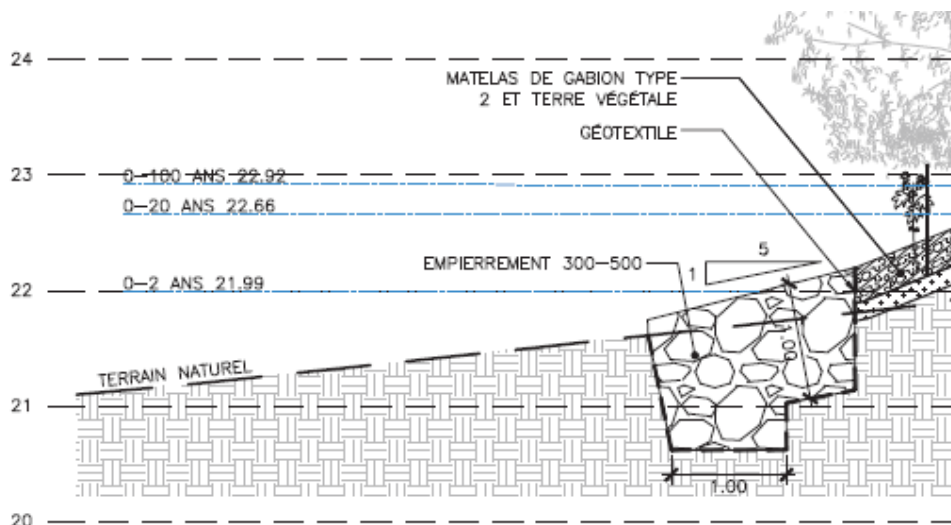 24
MATELAS DE GABION TYPE
2 ET TERRE VÉGÉTALE
GÉOTEXTILE
23
0-100 ANS 22.92
0-20 ANS 22.66
5
1
EMPIERREMENT 300-500
22
0-2 ANS 21.99
1.00
TERRAIN NATUREL
21
1.00
20